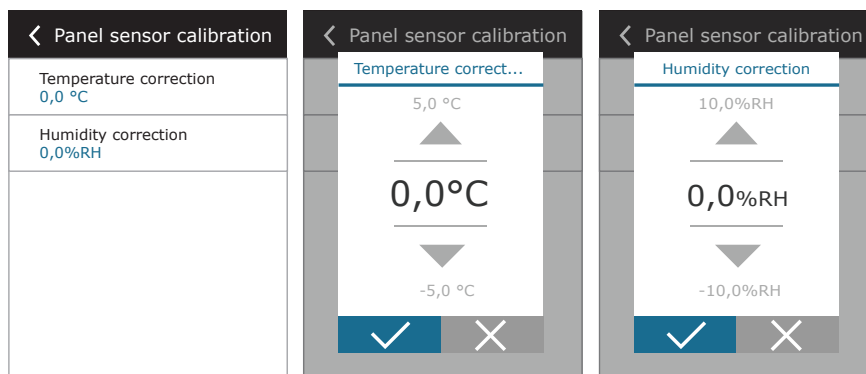 Panel sensor calibration
Temperature correction
0,0 °C
Humidity correction
0,0%RH
Panel sensor calibration
Temperature correct...
5,0 °C
0,0°C
-5,0 °C
Panel sensor calibration
Humidity correction
10,0%RH
0,0%RH
-10,0%RH